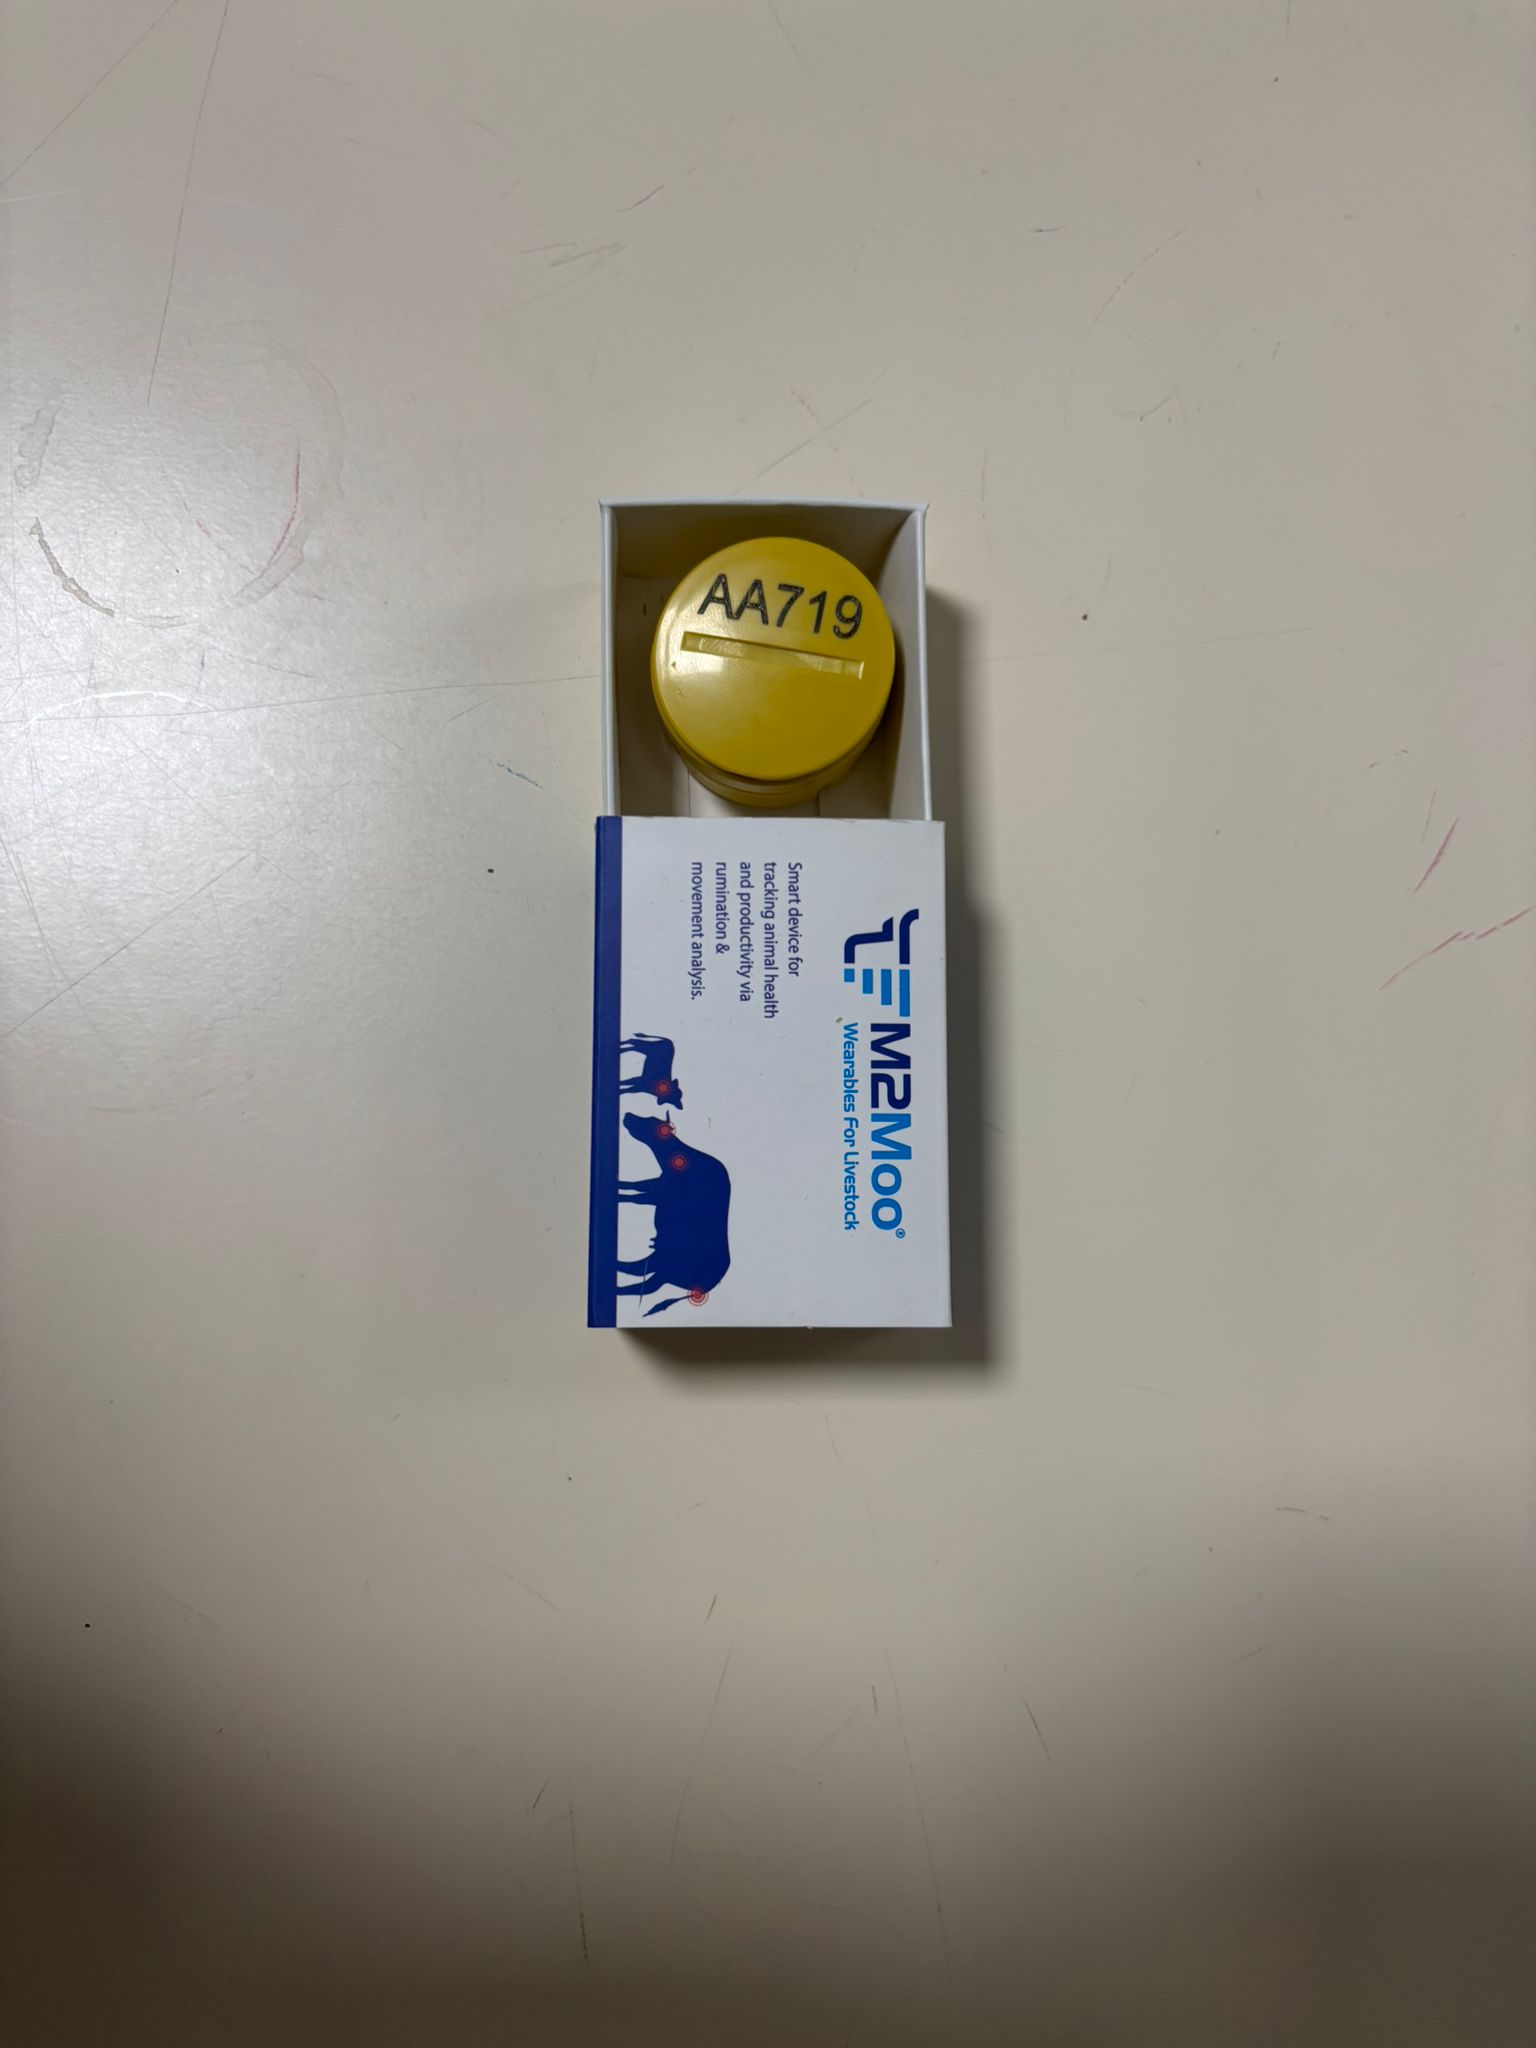 AA719
M2Moo®
Wearables For Livestock
Smart device for
tracking animal health
and productivity via
rumination &
movement analysis.